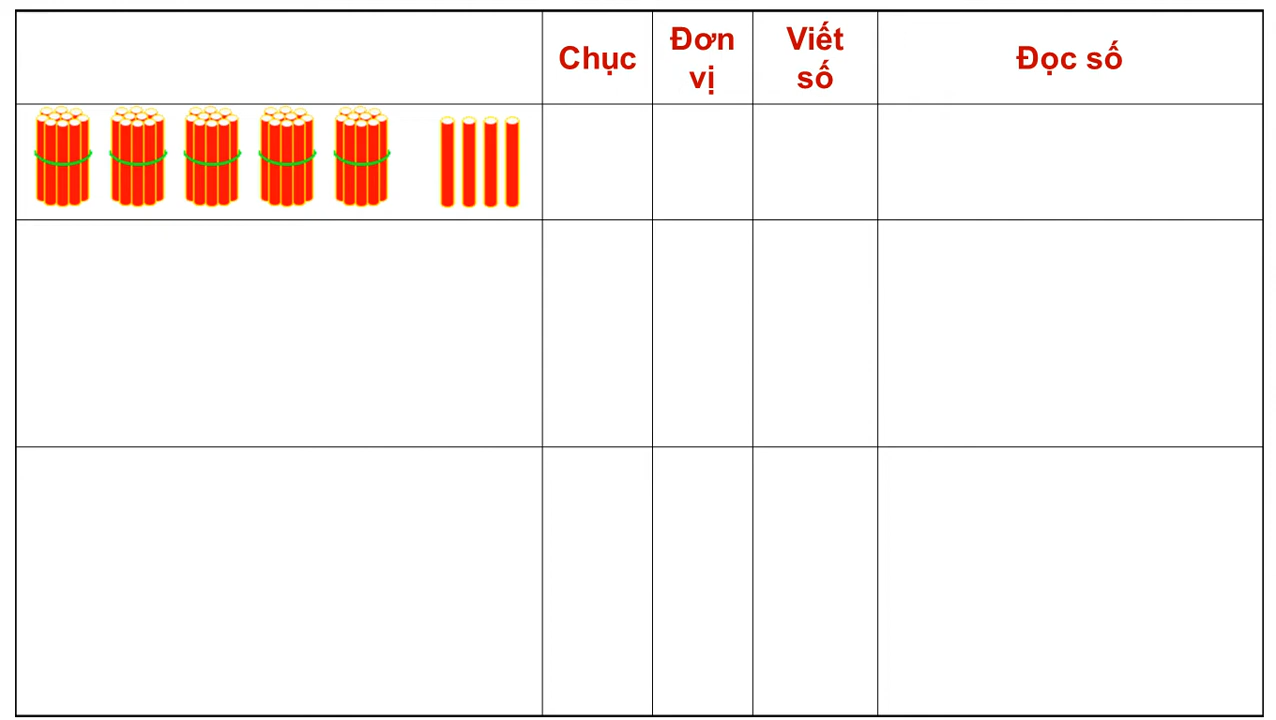 Chục
Đơn
vị
Viết
số
Đọc số